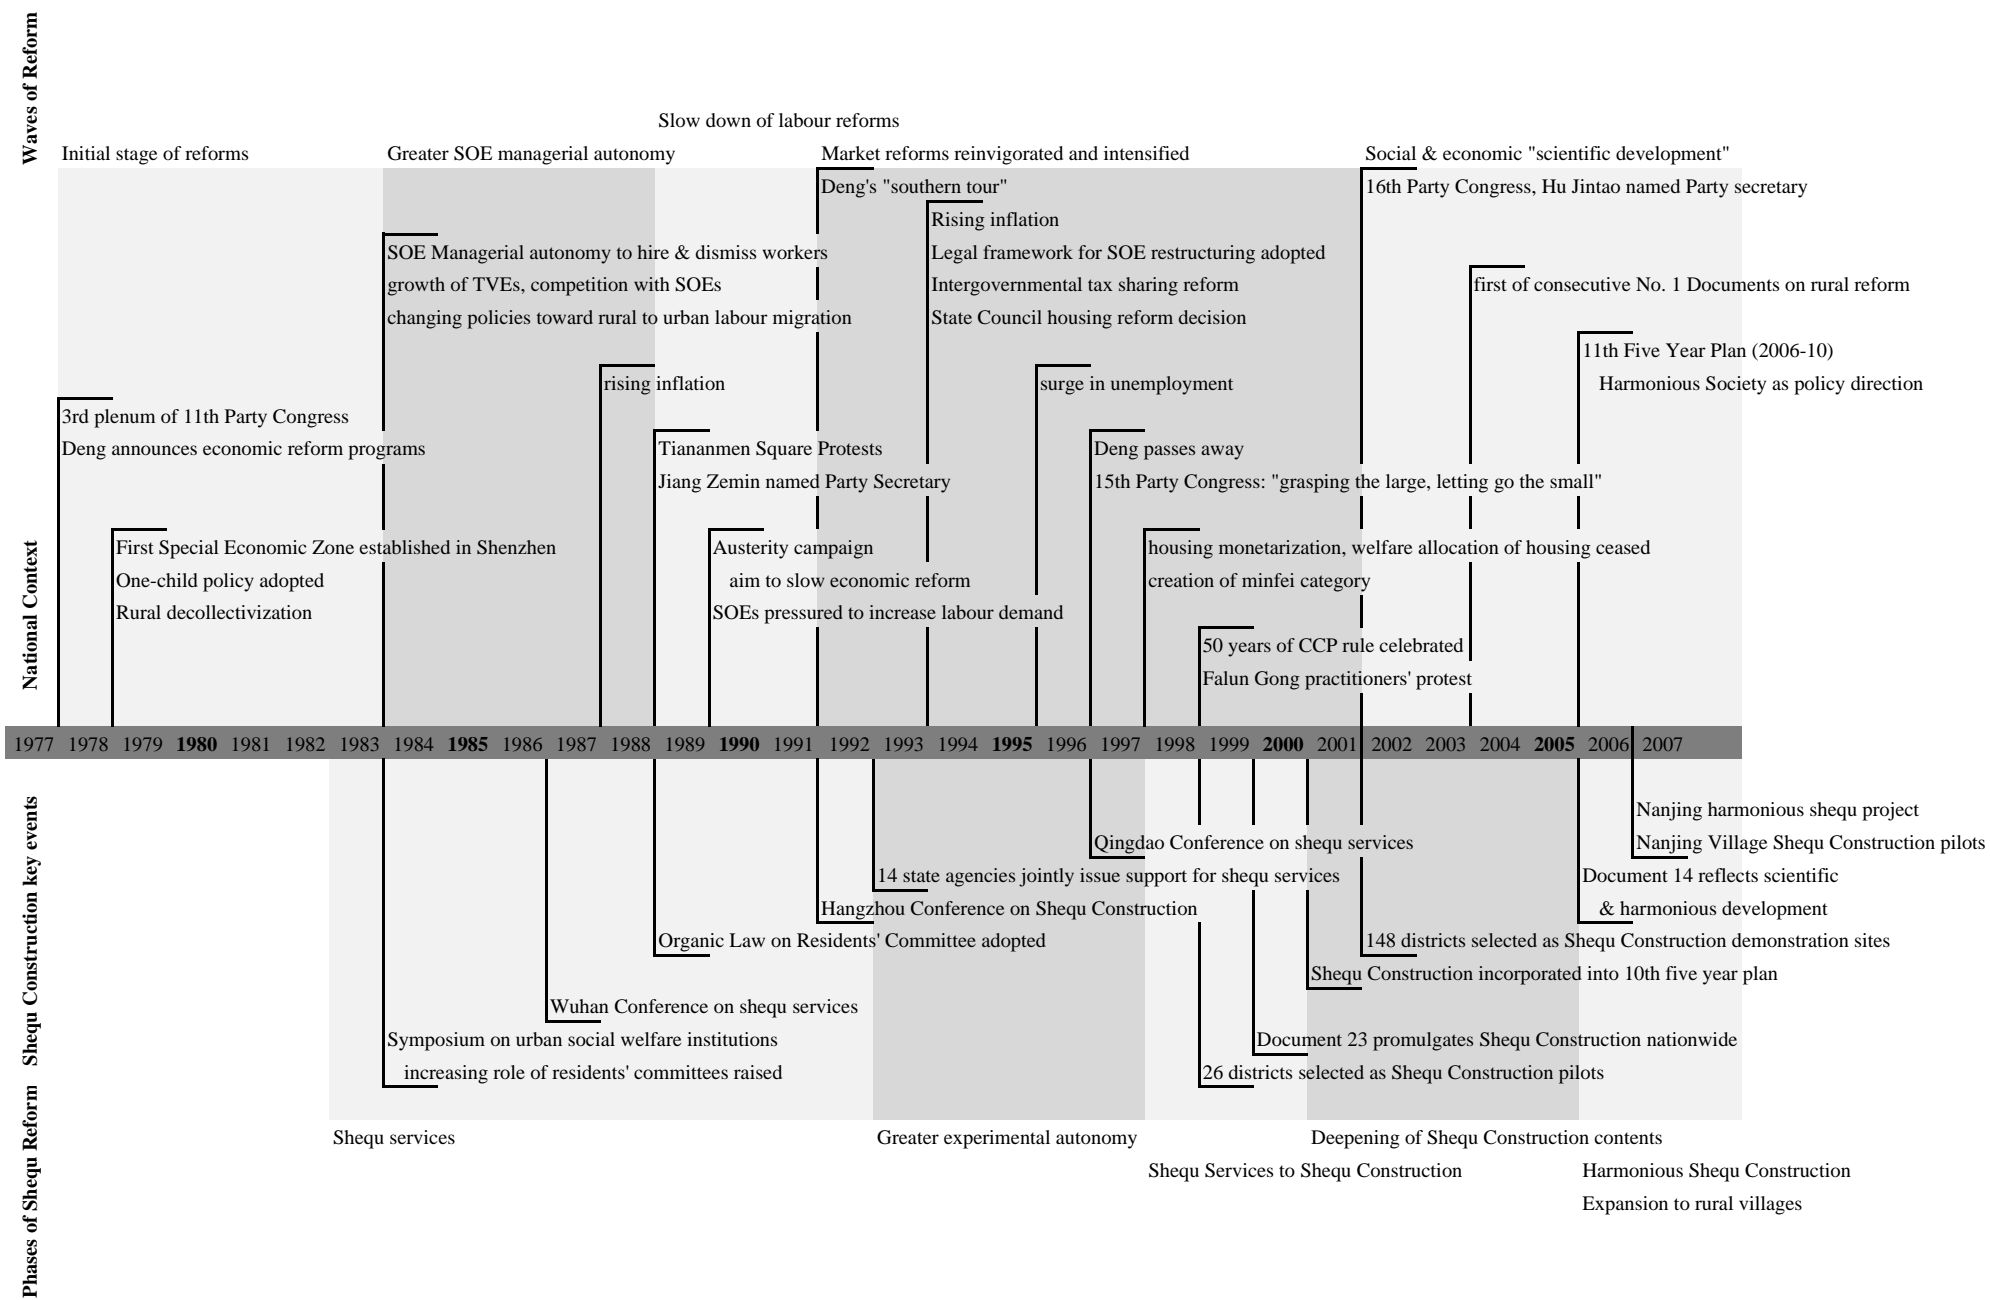 Waves of Reform
Slow down of labour reforms
Initial stage of reforms
Greater SOE managerial autonomy
Market reforms reinvigorated and intensified
Social & economic "scientific development"
National Context
Deng's "southern tour"
16th Party Congress, Hu Jintao named Party secretary
Rising inflation
Legal framework for SOE restructuring adopted
Intergovernmental tax sharing reform
State Council housing reform decision
SOE Managerial autonomy to hire & dismiss workers
growth of TVEs, competition with SOEs
changing policies toward rural to urban labour migration
first of consecutive No. 1 Documents on rural reform
11th Five Year Plan (2006-10)
Harmonious Society as policy direction
rising inflation
surge in unemployment
3rd plenum of 11th Party Congress
Deng announces economic reform programs
Tiananmen Square Protests
Jiang Zemin named Party Secretary
Deng passes away
15th Party Congress: "grasping the large, letting go the small"
First Special Economic Zone established in Shenzhen
One-child policy adopted
Rural decollectivization
Austerity campaign
aim to slow economic reform
SOEs pressured to increase labour demand
housing monetarization, welfare allocation of housing ceased
creation of minfei category
50 years of CCP rule celebrated
Falun Gong practitioners' protest
1977 1978 1979 1980 1981 1982 1983 1984 1985 1986 1987 1988 1989 1990 1991 1992 1993 1994 1995 1996 1997 1998 1999 2000 2001 2002 2003 2004 2005 2006 2007
Shequ Construction key events
Nanjing harmonious shequ project
Nanjing Village Shequ Construction pilots
Qingdao Conference on shequ services
14 state agencies jointly issue support for shequ services
Document 14 reflects scientific
& harmonious development
Hangzhou Conference on Shequ Construction
Organic Law on Residents' Committee adopted
148 districts selected as Shequ Construction demonstration sites
Shequ Construction incorporated into 10th five year plan
Wuhan Conference on shequ services
Symposium on urban social welfare institutions
increasing role of residents' committees raised
Document 23 promulgates Shequ Construction nationwide
26 districts selected as Shequ Construction pilots
Phases of Shequ Reform
Shequ services
Greater experimental autonomy
Deepening of Shequ Construction contents
Shequ Services to Shequ Construction
Harmonious Shequ Construction
Expansion to rural villages